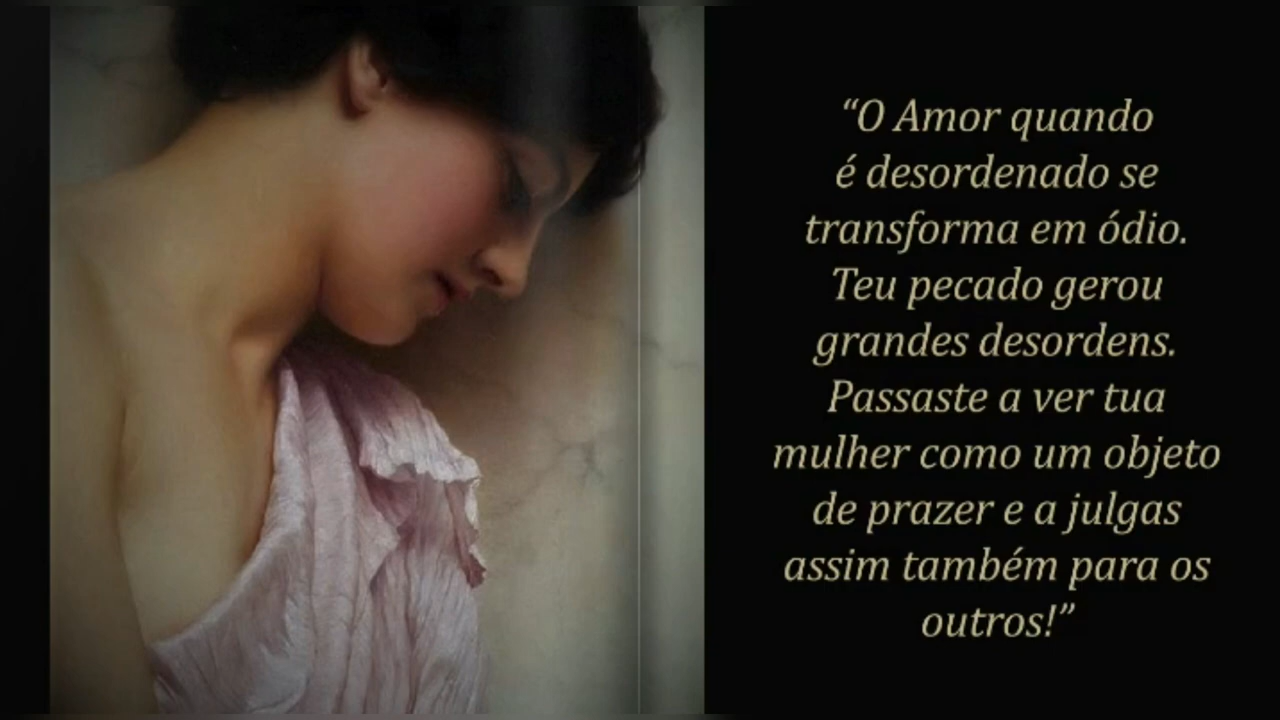 “O Amor quando
é desordenado se
transforma em ódio.
Teu pecado gerou
grandes desordens.
Passaste a ver tua
mulher como um objeto
de prazer e a julgas
assim também para os
outros!”